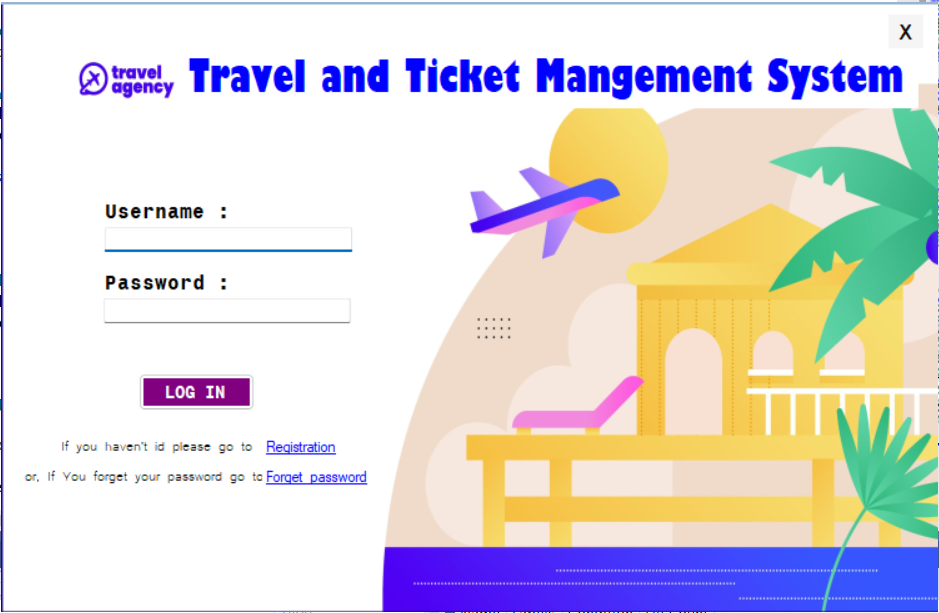 X
travel
agency
Travel and Ticket Mangement System
Username :
Password :
LOG IN
If you haven't id please go to Registration
or, If You forget your password go to Forget password